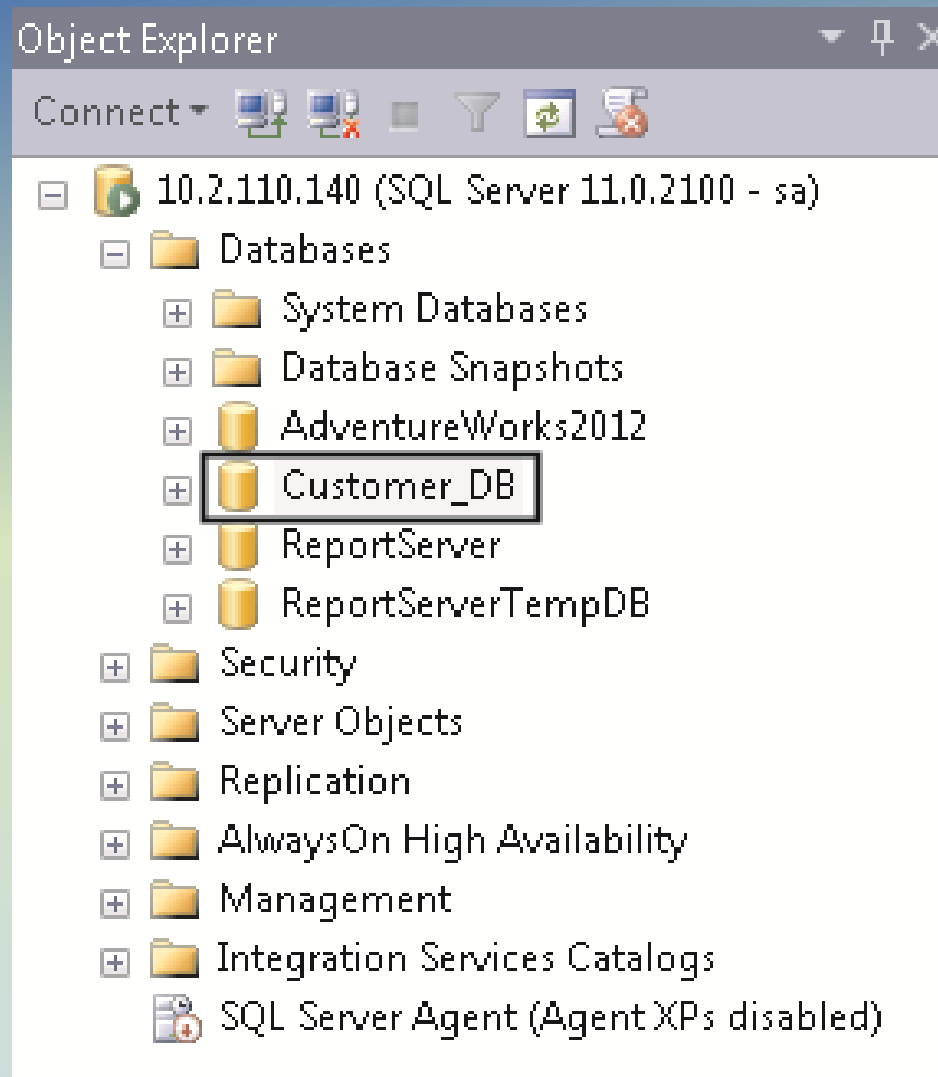 Object Explorer
Connect
10.2.110.140 (SQL Server 11.0.2100 - sa)
Databases
System Databases
Database Snapshots
AdventureWorks2012
Customer_DB
ReportServer
ReportServerTempDB
Security
Server Objects
Replication
AlwaysOn High Availability
Management
Integration Services Catalogs
SQL Server Agent (Agent XPs disabled)